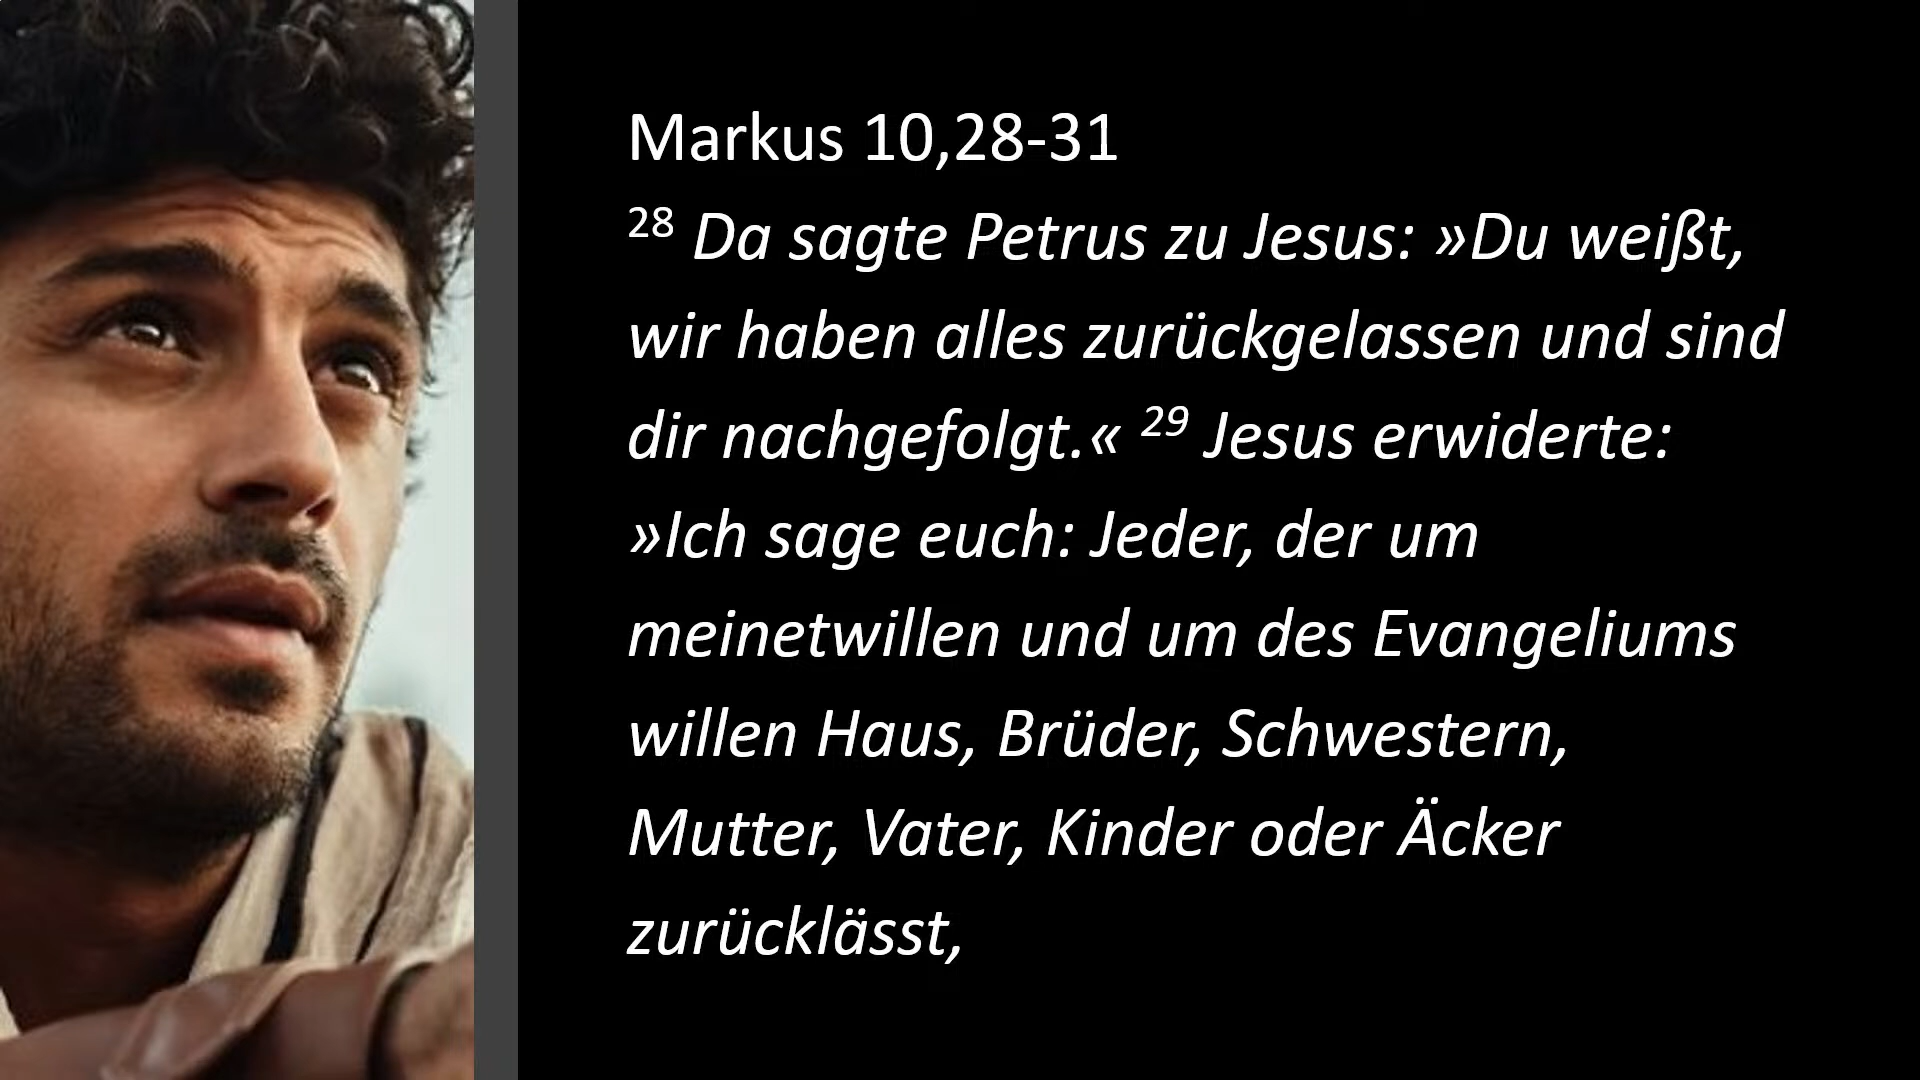 Markus 10,28-31
28 Da sagte Petrus zu Jesus: »Du weißt,
wir haben alles zurückgelassen und sind
dir nachgefolgt.« 29 Jesus erwiderte:
»Ich sage euch: Jeder, der um
meinetwillen und um des Evangeliums
willen Haus, Brüder, Schwestern,
Mutter, Vater, Kinder oder Äcker
zurücklässt,